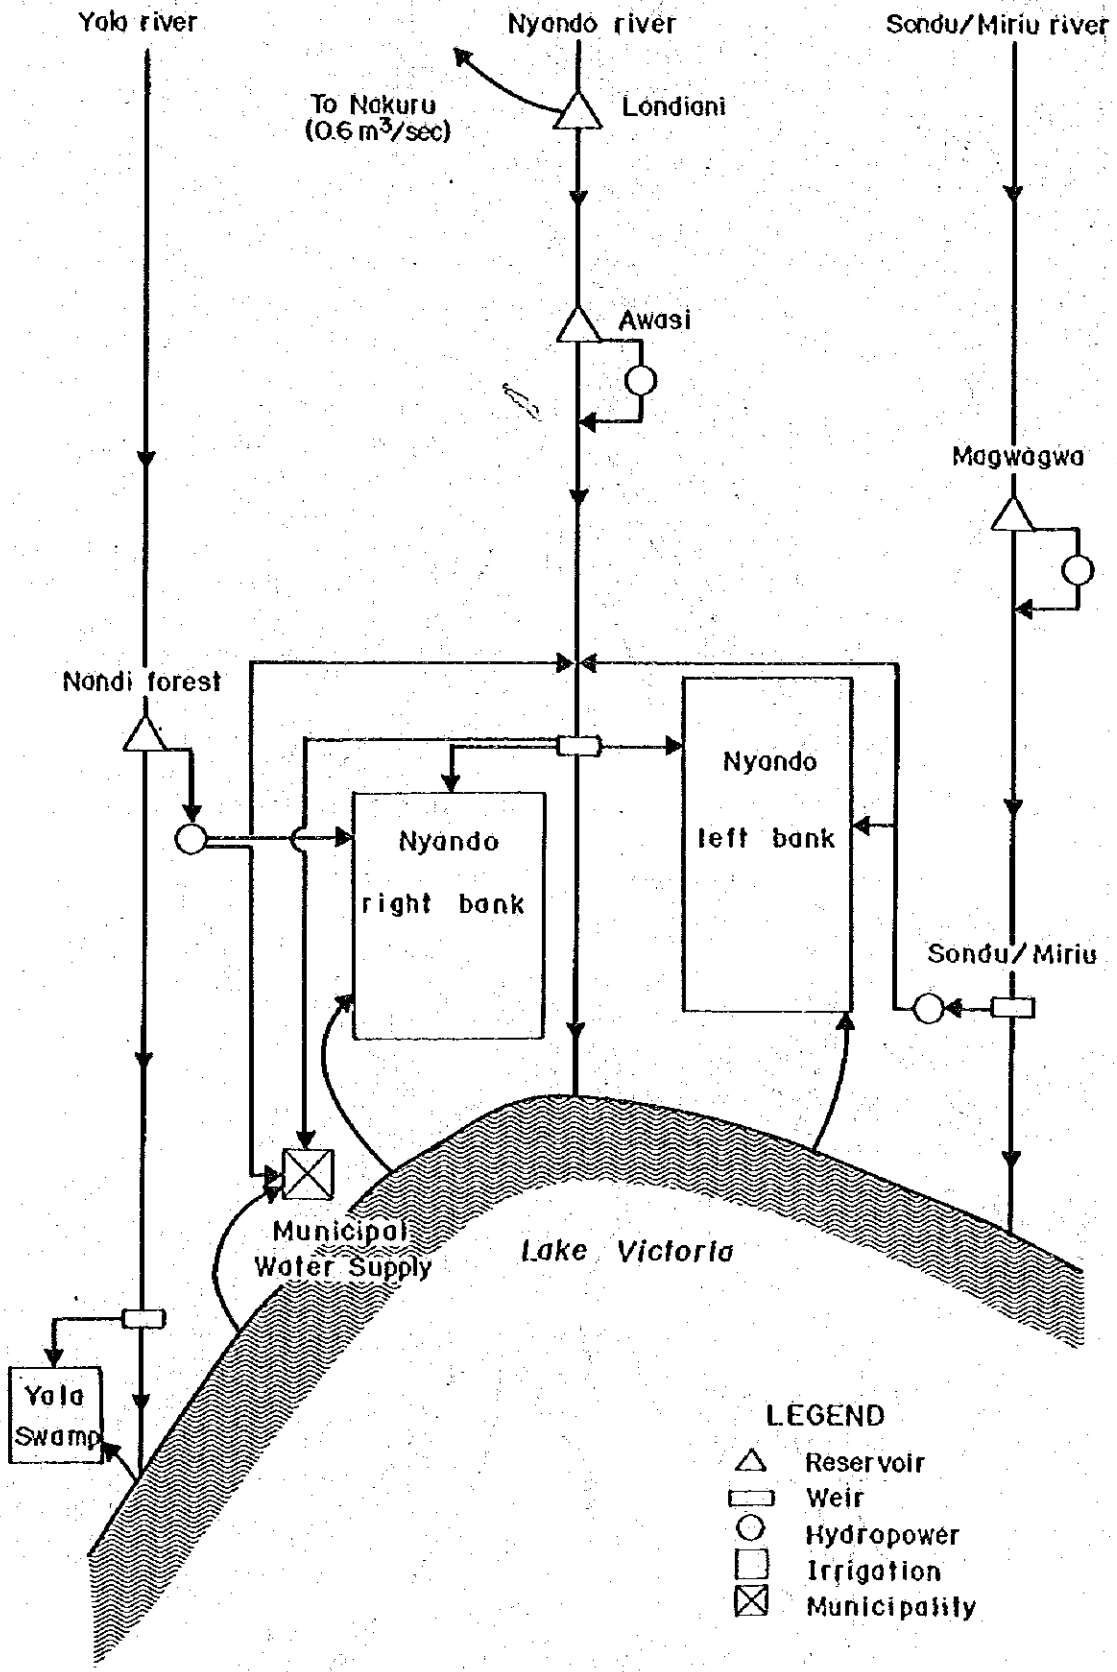 Yala river
Nyando river
Sondu/Miriu river
To Nakuru
(0.6 m³/sec)
Londiani
Awasi
Magwagwa
Nandi forest
Nyando
left bank
Nyando
right bank
Sondu/Miriu
Municipal
Water Supply
Lake Victoria
Yala
Swamp
LEGEND
Reservoir
Weir
Hydropower
Irrigation
Municipality